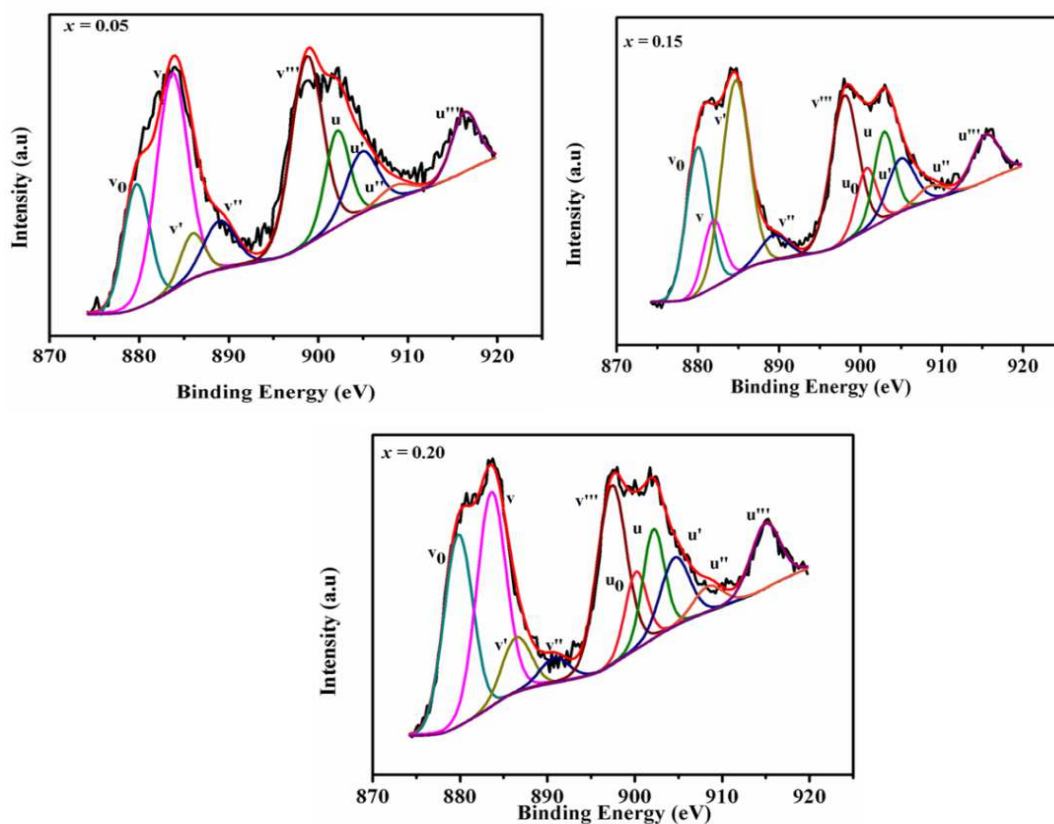 x = 0.05
v
v'''
u'''
v₀
u
u'
v'
v''
u''
Intensity (a.u)
870 880 890 900 910 920
Binding Energy (eV)
x = 0.15
v'
v'''
v₀
u
u'''
v
u₀
u'
u''
v''
Intensity (a.u)
870 880 890 900 910 920
Binding Energy (eV)
x = 0.20
v
v'''
v₀
u
u'
u'''
u₀
u''
v'
v''
Intensity (a.u)
870 880 890 900 910 920
Binding Energy (eV)